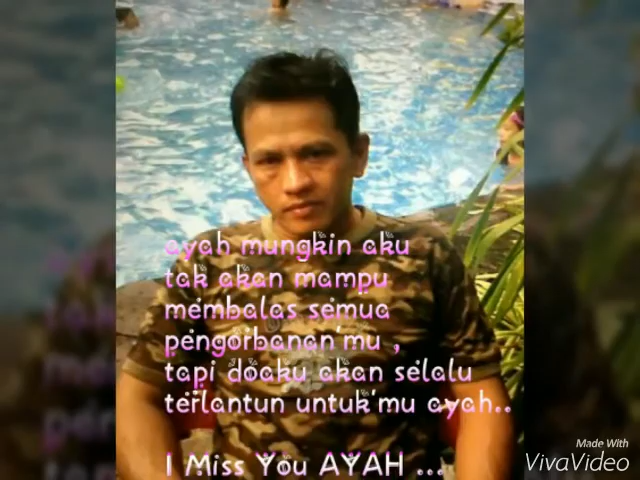 ayah mungkin aku
tak akan mampu
membalas semua
pengorbanan'mu ,
tapi doaku akan selalu
terlantun untuk'mu ayah..
I Miss You AYAH ...
Made With
VivaVideo